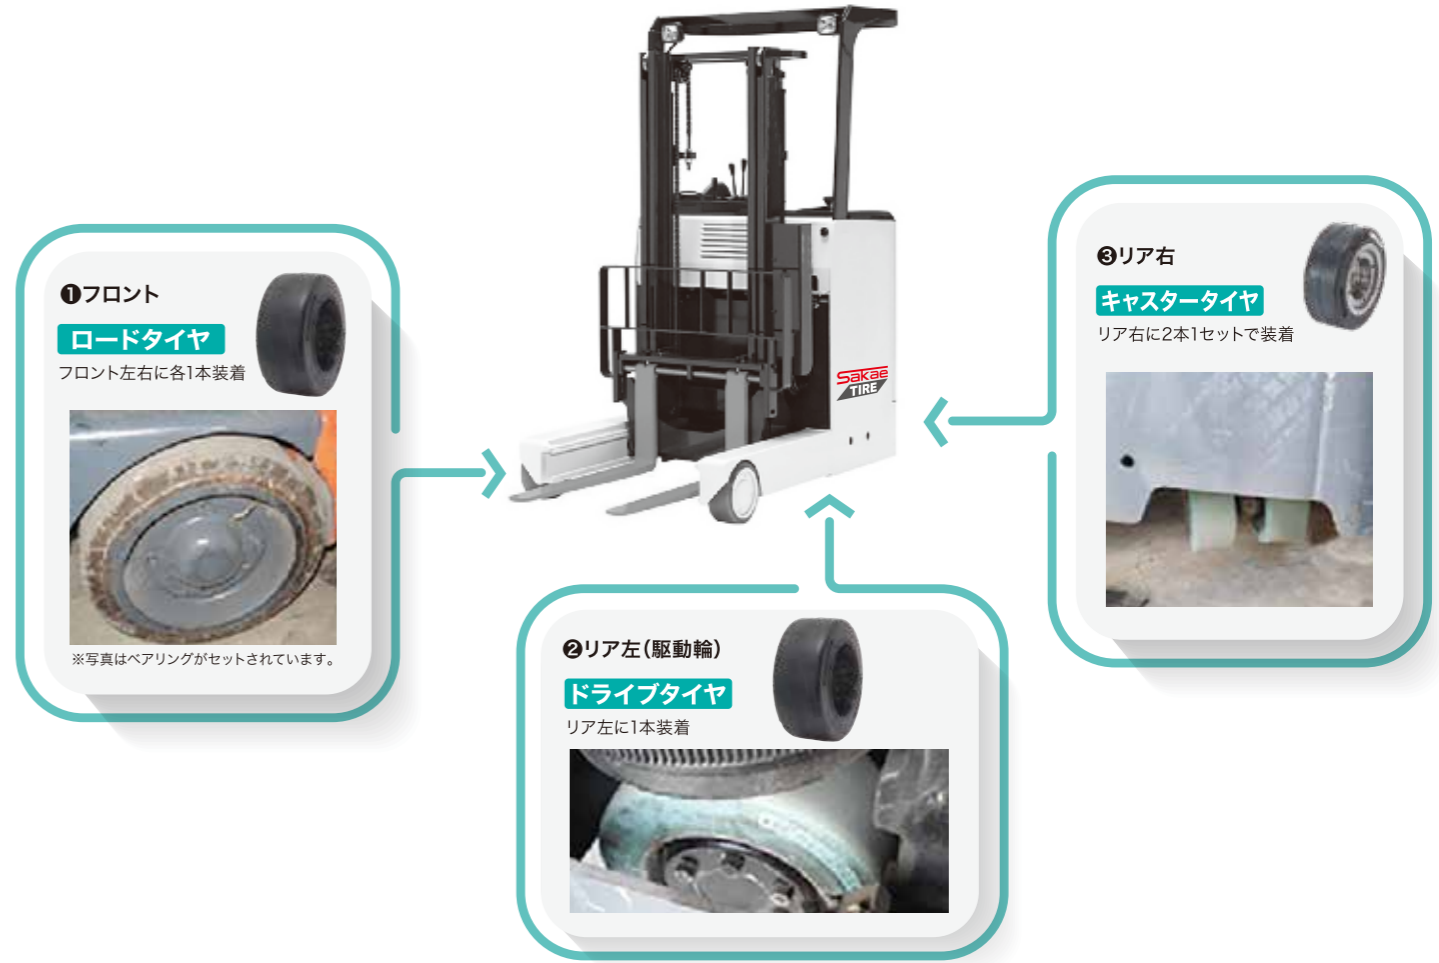 ❶フロント
ロードタイヤ
フロント左右に各1本装着
※写真はベアリングがセットされています。
Sakae
TIRE
❷リア左(駆動輪)
ドライブタイヤ
リア左に1本装着
❸リア右
キャスタータイヤ
リア右に2本1セットで装着